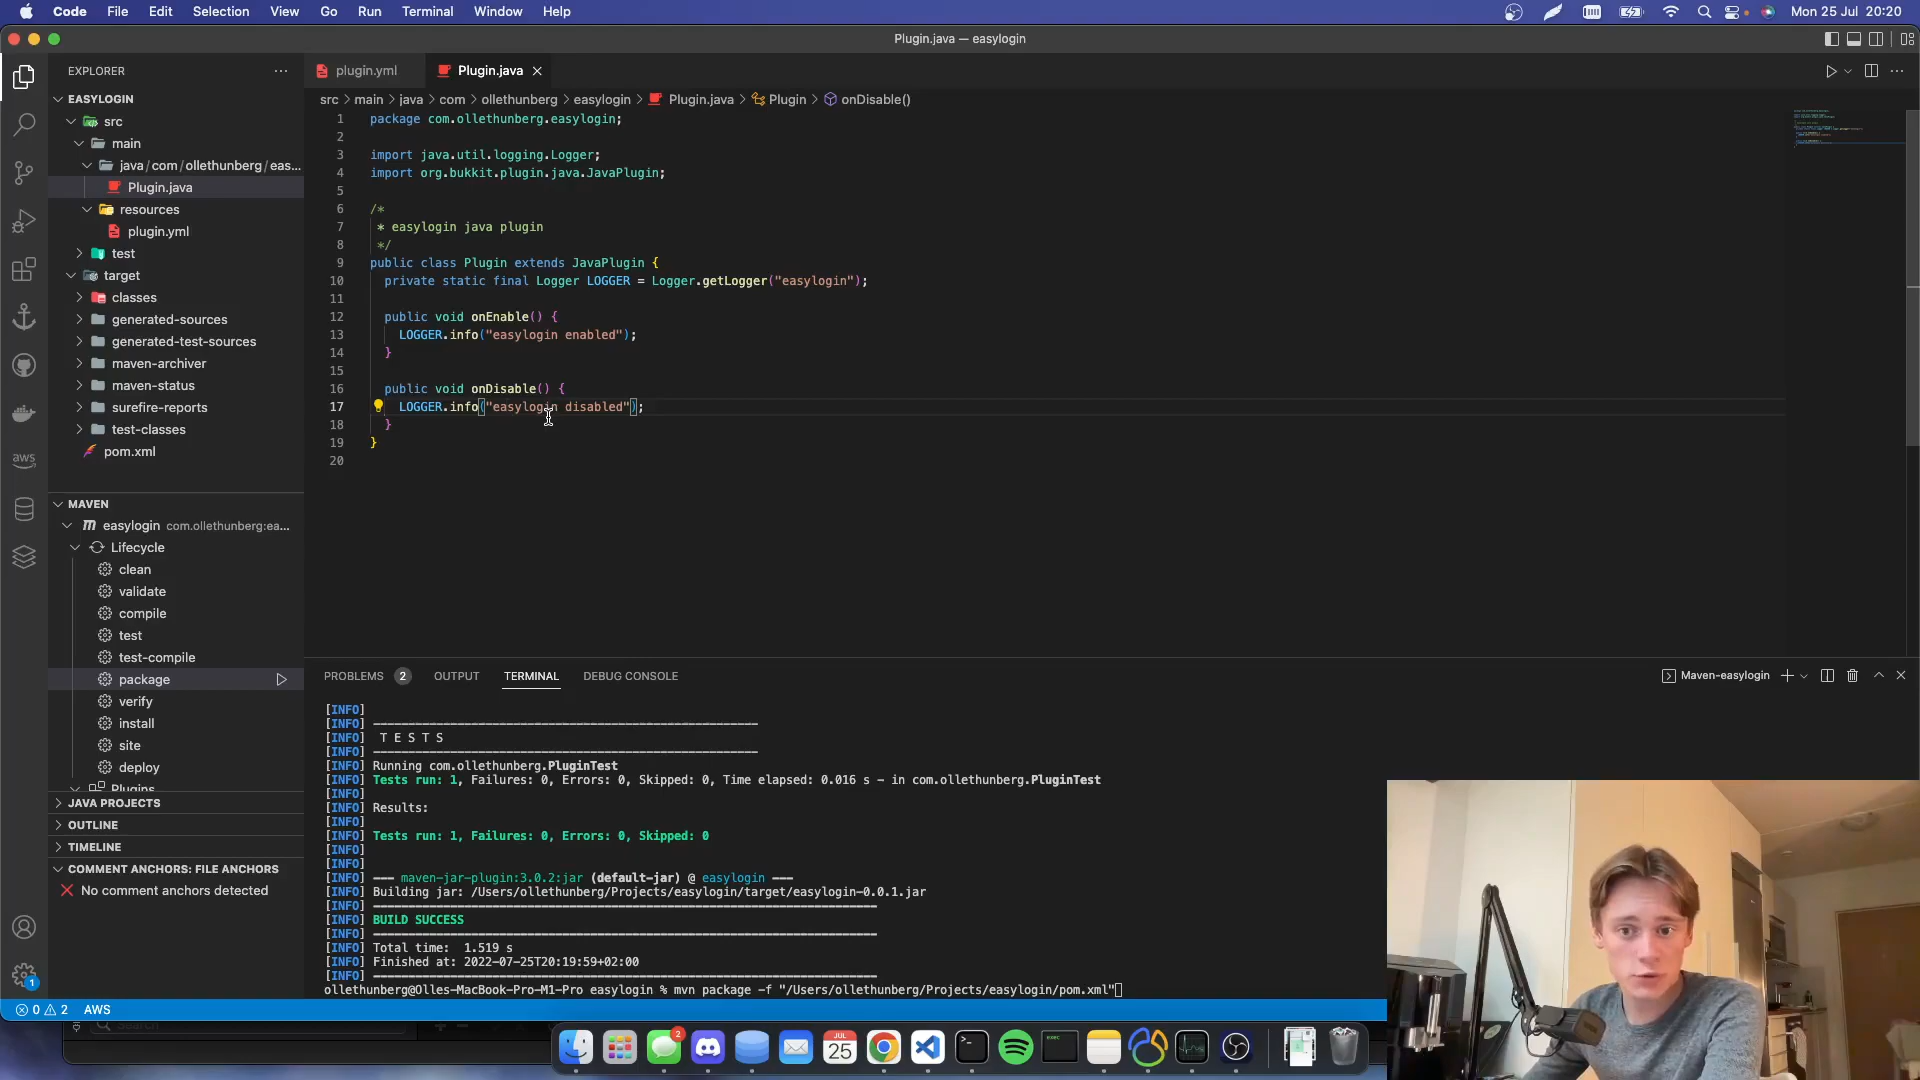 Code File Edit Selection View Go Run Terminal Window Help Mon 25 Jul 20:20
Plugin.java — easylogin
EXPLORER
EASYLOGIN
src
main
java/com/ollethunberg/eas...
Plugin.java
resources
plugin.yml
test
target
classes
generated-sources
generated-test-sources
maven-archiver
maven-status
surefire-reports
test-classes
pom.xml
MAVEN
easylogin com.ollethunberg:ea...
Lifecycle
clean
validate
compile
test
test-compile
package
verify
install
site
deploy
Plugins
JAVA PROJECTS
OUTLINE
TIMELINE
COMMENT ANCHORS: FILE ANCHORS
No comment anchors detected
aws
1
plugin.yml Plugin.java
src > main > java > com > ollethunberg > easylogin > Plugin.java > Plugin > onDisable()
1 package com.ollethunberg.easylogin;
2
3 import java.util.logging.Logger;
4 import org.bukkit.plugin.java.JavaPlugin;
5
6 /*
7 * easylogin java plugin
8 */
9 public class Plugin extends JavaPlugin {
10 private static final Logger LOGGER = Logger.getLogger("easylogin");
11
12 public void onEnable() {
13 LOGGER.info("easylogin enabled");
14 }
15
16 public void onDisable() {
17 LOGGER.info("easylogin disabled");
18 }
19 }
20
PROBLEMS 2 OUTPUT TERMINAL DEBUG CONSOLE Maven-easylogin
[INFO]
[INFO] -------------------------------------------------------
[INFO] T E S T S
[INFO] -------------------------------------------------------
[INFO] Running com.ollethunberg.PluginTest
[INFO] Tests run: 1, Failures: 0, Errors: 0, Skipped: 0, Time elapsed: 0.016 s - in com.ollethunberg.PluginTest
[INFO]
[INFO] Results:
[INFO]
[INFO] Tests run: 1, Failures: 0, Errors: 0, Skipped: 0
[INFO]
[INFO]
[INFO] --- maven-jar-plugin:3.0.2:jar (default-jar) @ easylogin ---
[INFO] Building jar: /Users/ollethunberg/Projects/easylogin/target/easylogin-0.0.1.jar
[INFO] ------------------------------------------------------------------------
[INFO] BUILD SUCCESS
[INFO] ------------------------------------------------------------------------
[INFO] Total time: 1.519 s
[INFO] Finished at: 2022-07-25T20:19:59+02:00
[INFO] ------------------------------------------------------------------------
ollethunberg@Olles-MacBook-Pro-M1-Pro easylogin % mvn package -f "/Users/ollethunberg/Projects/easylogin/pom.xml"
0 2 AWS
Search
2
JUL
25
exec